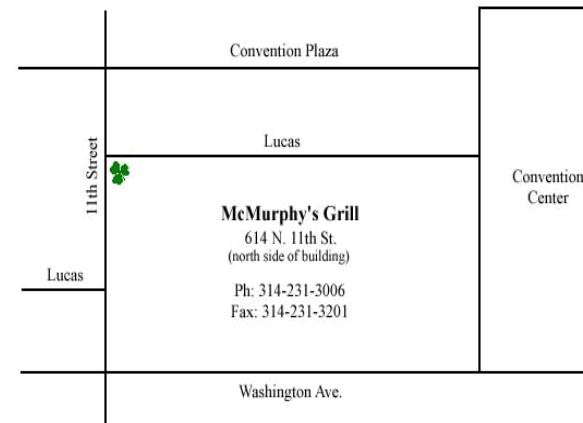 Convention Plaza
Lucas
11th Street
Convention
Center
McMurphy's Grill
614 N. 11th St.
(north side of building)
Lucas
Ph: 314-231-3006
Fax: 314-231-3201
Washington Ave.